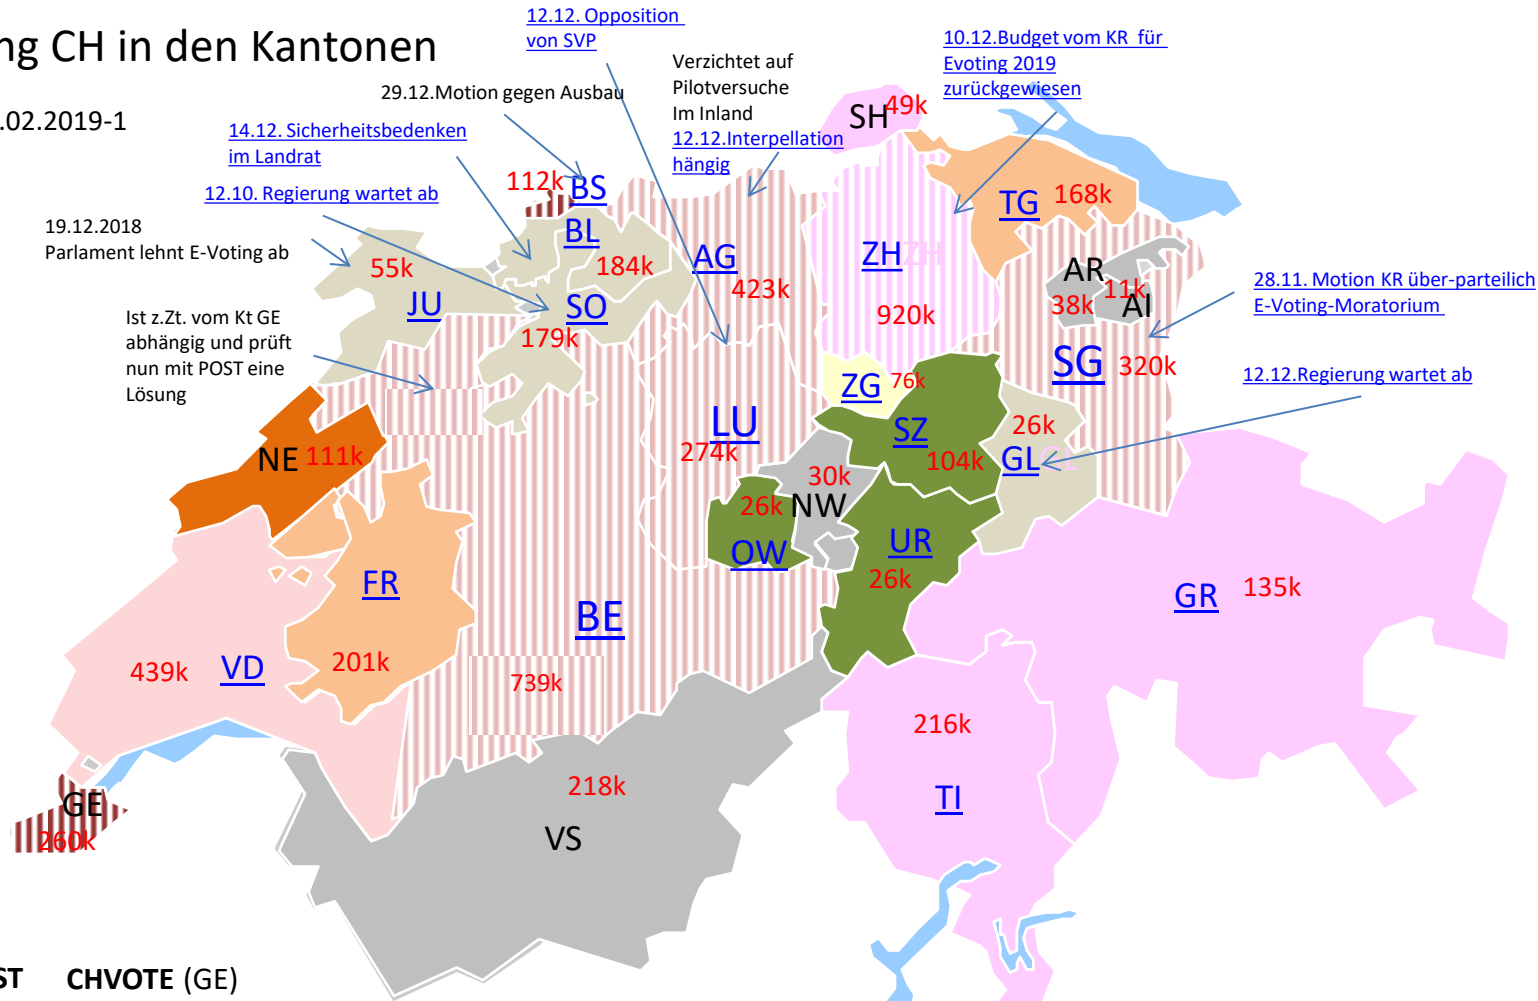 ng CH in den Kantonen
.02.2019-1
12.12. Opposition
von SVP
29.12.Motion gegen Ausbau
Verzichtet auf
Pilotversuche
Im Inland
12.12.Interpellation
hängig
10.12.Budget vom KR für
Evoting 2019
zurückgewiesen
14.12. Sicherheitsbedenken
im Landrat
12.10. Regierung wartet ab
19.12.2018
Parlament lehnt E-Voting ab
Ist z.Zt. vom Kt GE
abhängig und prüft
nun mit POST eine
Lösung
28.11. Motion KR über-parteilich
E-Voting-Moratorium
12.12.Regierung wartet ab
SH 49k
112k BS
BL
184k
TG 168k
55k
JU
SO
179k
AG
423k
ZH ZH
920k
AR
11k
38k
AI
SG
320k
ZG 76k
LU
274k
SZ
104k
26k
GL GL
NE 111k
30k
26k NW
OW
UR
26k
FR
201k
BE
739k
GR
135k
439k
VD
216k
TI
218k
VS
GE
260k
ST
CHVOTE (GE)